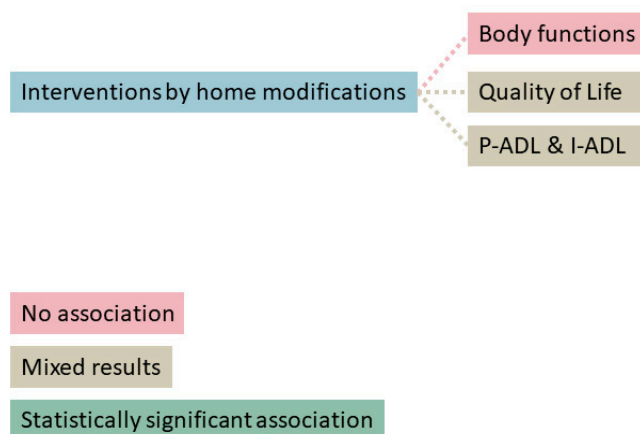 Body functions
Interventions by home modifications
Quality of Life
P-ADL & I-ADL
No association
Mixed results
Statistically significant association